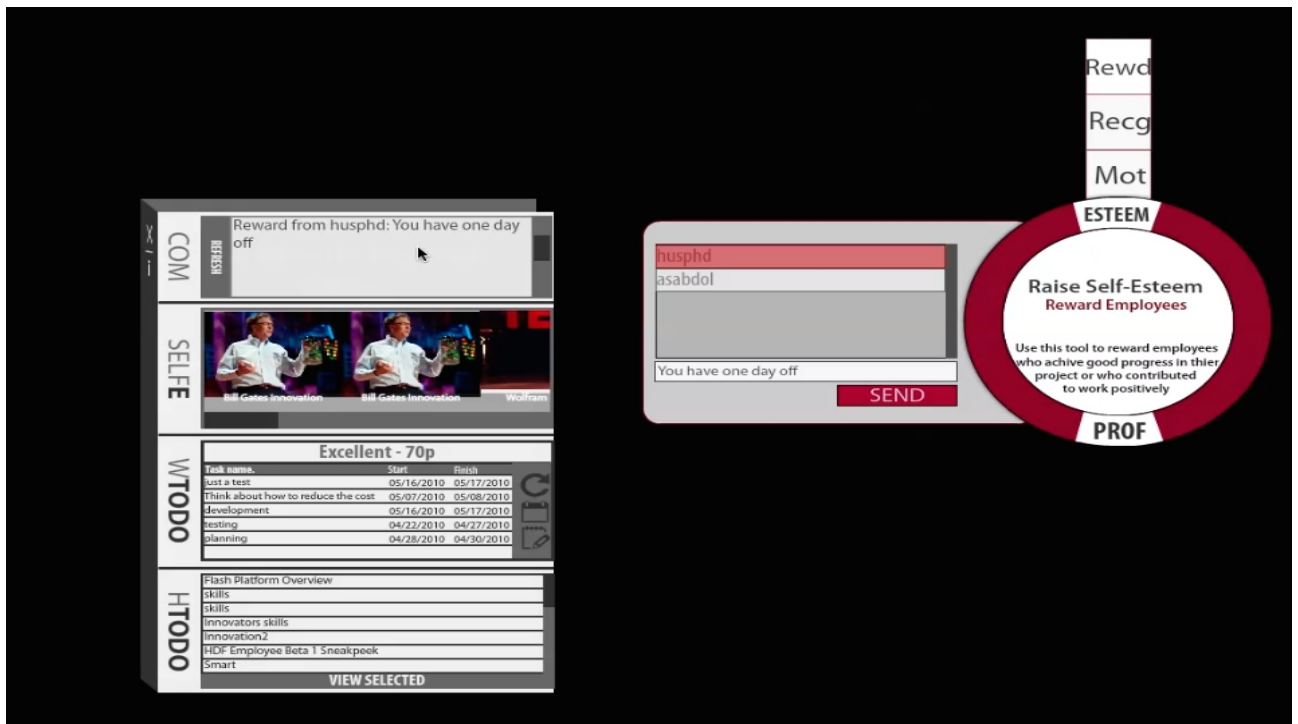 X / i
COM
REFRESH
Reward from husphd: You have one day
off
SELFE
Bill Gates Innovation
Bill Gates Innovation
Wolfram
WTODO
Excellent - 70p
Task name. Start Finish
just a test 05/16/2010 05/17/2010
Think about how to reduce the cost 05/07/2010 05/08/2010
development 05/16/2010 05/17/2010
testing 04/22/2010 04/27/2010
planning 04/28/2010 04/30/2010
HTODO
Flash Platform Overview
skills
skills
Innovators skills
Innovation2
HDF Employee Beta 1 Sneakpeek
Smart
VIEW SELECTED
husphd
asabdol
You have one day off
SEND
Rewd
Recg
Mot
ESTEEM
Raise Self-Esteem
Reward Employees
Use this tool to reward employees
who achive good progress in thier
project or who contributed
to work positively
PROF